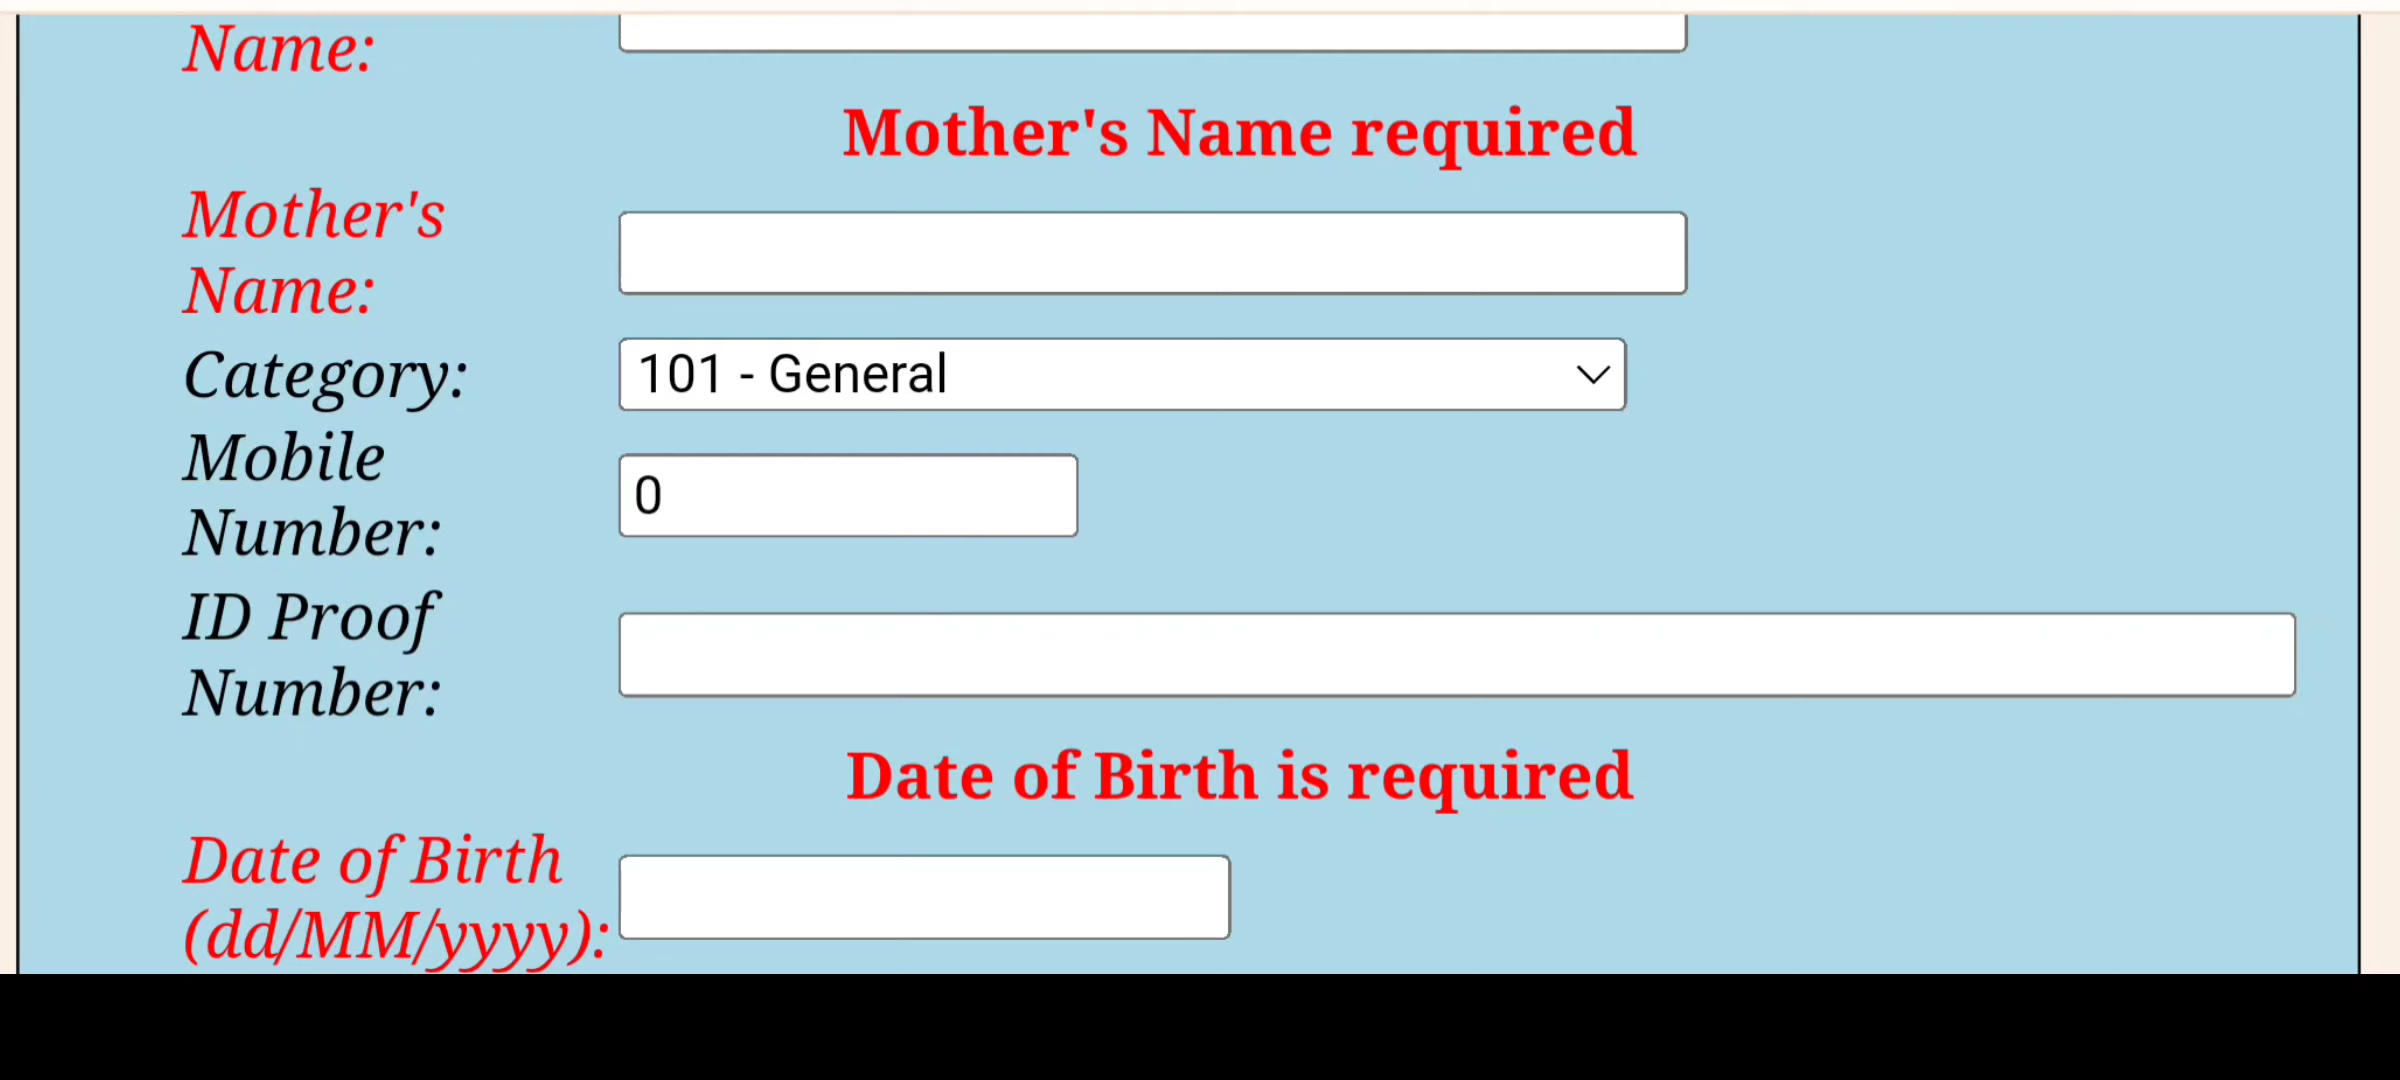 Name:
Mother's Name required
Mother's
Name:
Category: 101 - General
Mobile
Number: 0
ID Proof
Number:
Date of Birth is required
Date of Birth
(dd/MM/yyyy):